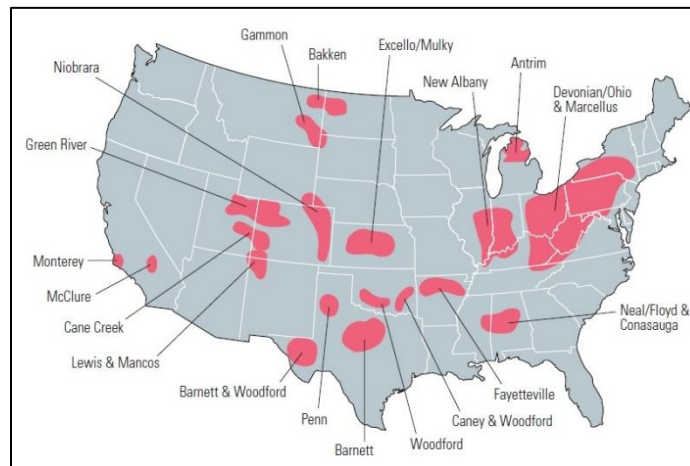 Gammon
Bakken
Excello/Mulky
Antrim
Niobrara
New Albany
Devonian/Ohio
& Marcellus
Green River
Monterey
McClure
Cane Creek
Lewis & Mancos
Neal/Floyd &
Conasauga
Barnett & Woodford
Fayetteville
Penn
Caney & Woodford
Barnett
Woodford